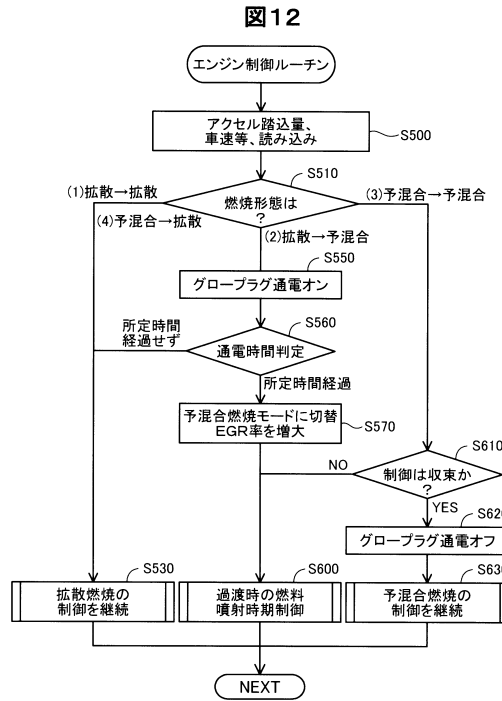 図12
エンジン制御ルーチン
アクセル踏込量、
車速等、読み込み
S500
S510
(1)拡散→拡散
(3)予混合→予混合
燃焼形態は
?
(4)予混合→拡散
(2)拡散→予混合
S550
グロープラグ通電オン
所定時間
経過せず
S560
通電時間判定
所定時間経過
予混合燃焼モードに切替
EGR率を増大
S570
S610
NO
制御は収束か
?
YES
S620
グロープラグ通電オフ
S530
S600
S630
拡散燃焼の
制御を継続
過渡時の燃料
噴射時期制御
予混合燃焼の
制御を継続
NEXT